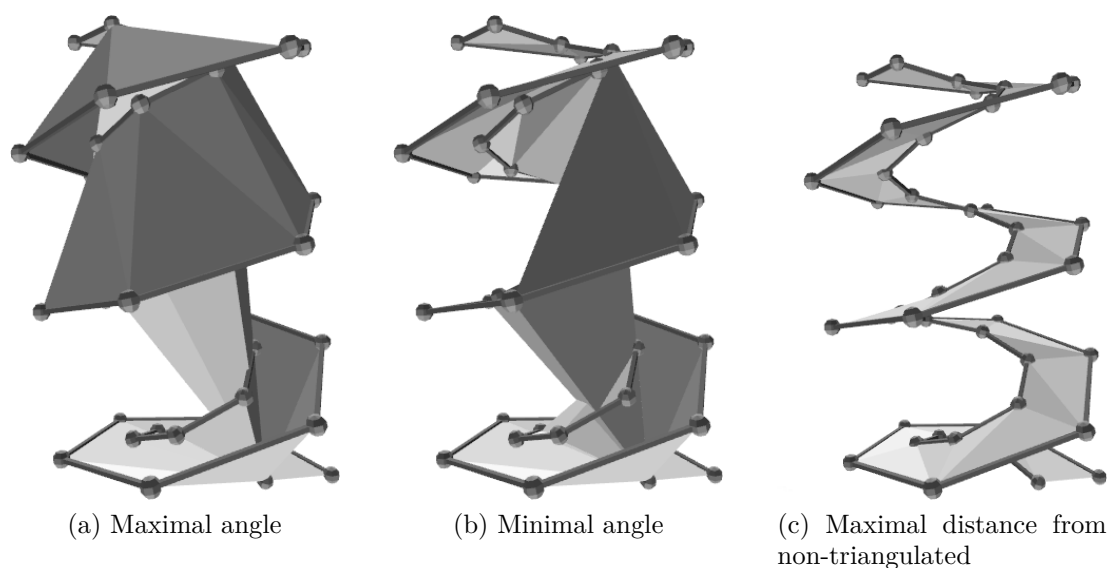 (a) Maximal angle
(b) Minimal angle
(c) Maximal distance from
non-triangulated